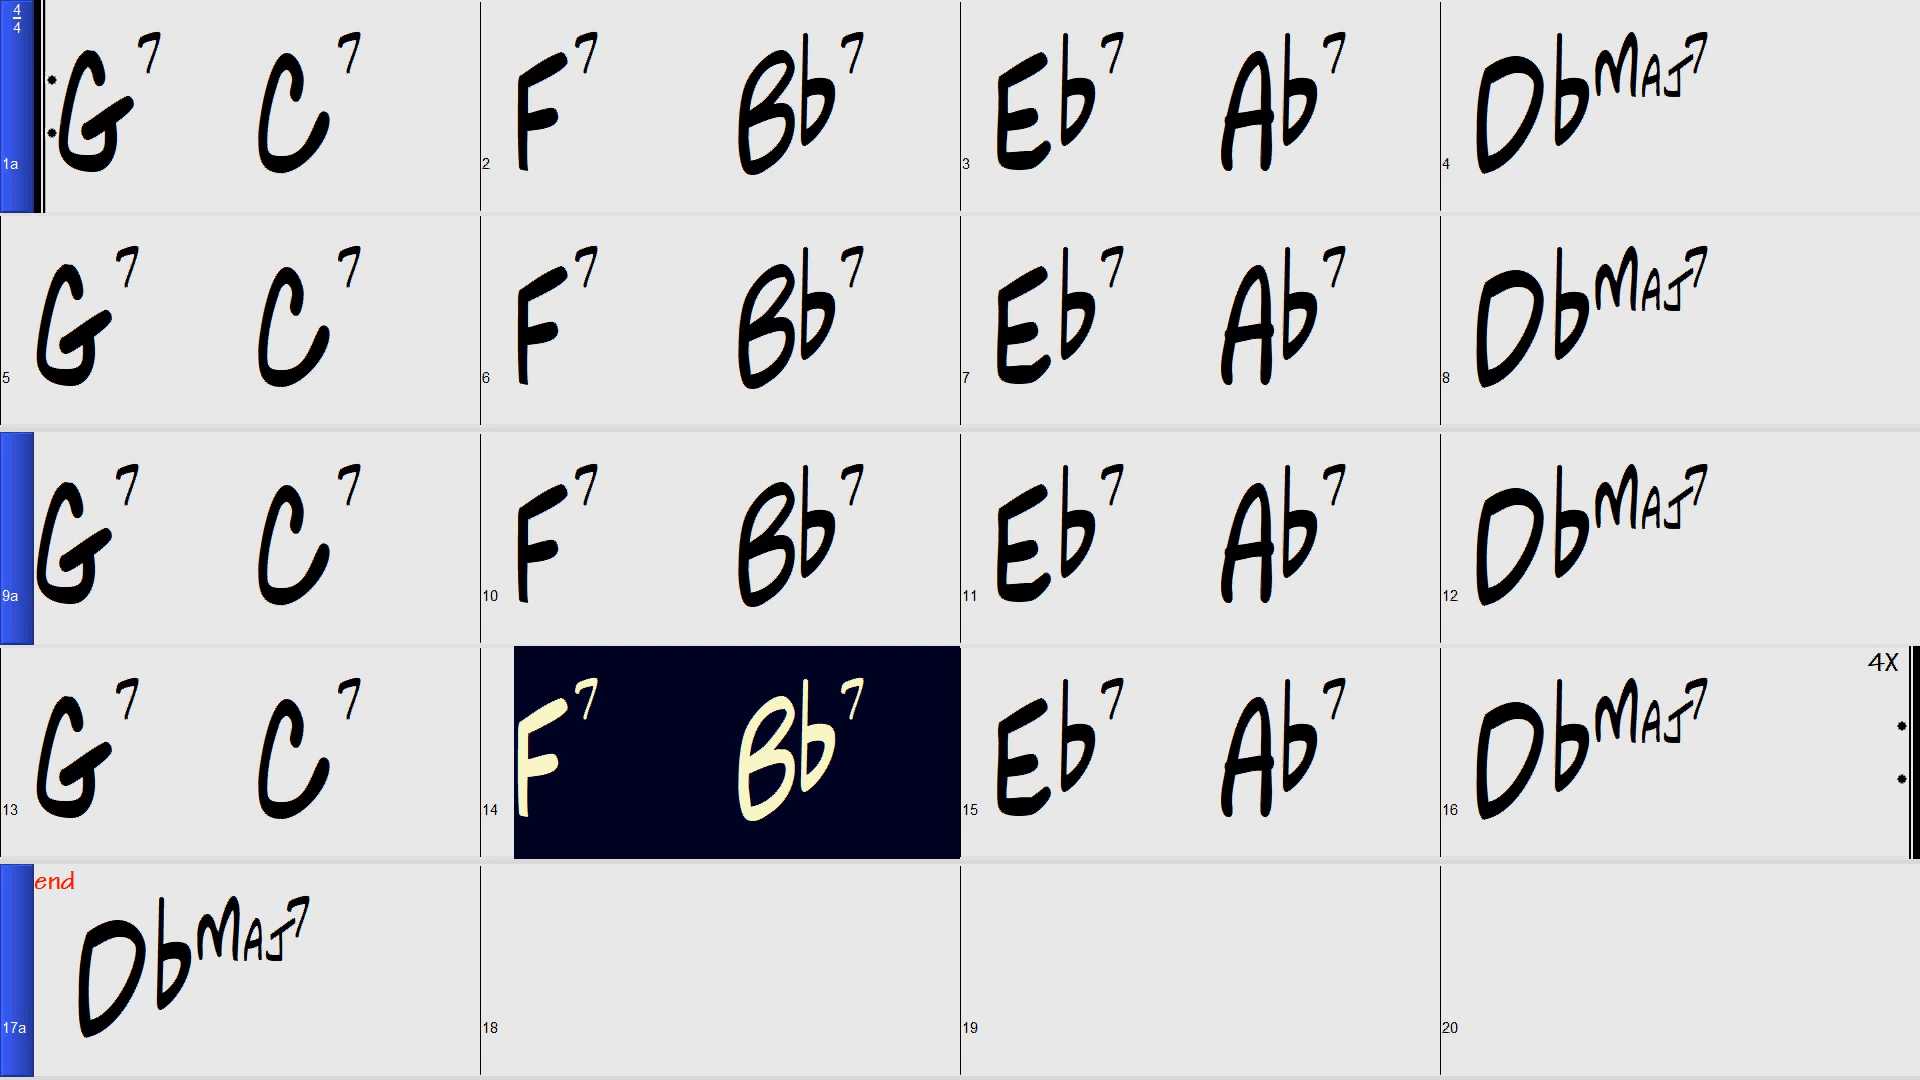 4
4
G7 C7 F7 Bb7 Eb7 Ab7 DbMAJ7
1a 2 3 4
G7 C7 F7 Bb7 Eb7 Ab7 DbMAJ7
5 6 7 8
G7 C7 F7 Bb7 Eb7 Ab7 DbMAJ7
9a 10 11 12
4X
G7 C7 F7 Bb7 Eb7 Ab7 DbMAJ7
13 14 15 16
end
DbMAJ7
17a 18 19 20